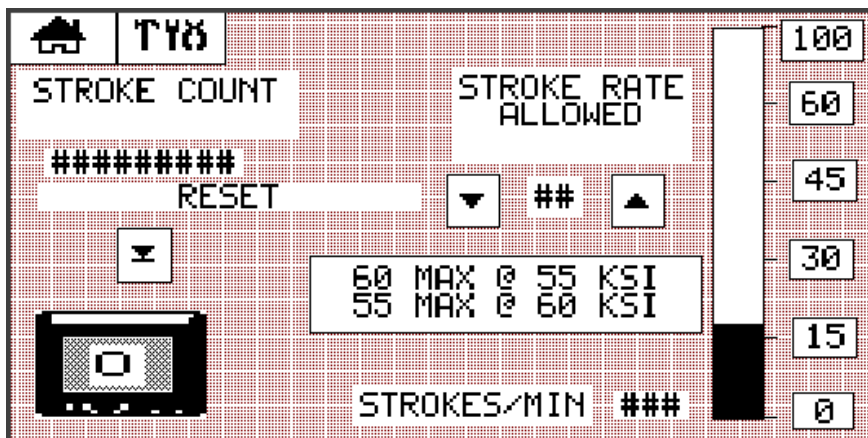 STROKE COUNT
#########
RESET
STROKE RATE
ALLOWED
##
60 MAX @ 55 KSI
55 MAX @ 60 KSI
STROKES/MIN ###
100
60
45
30
15
0